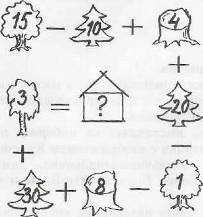 15 – 10 + 4
+
3 = ? 20
+ +
30 + 8 – 1